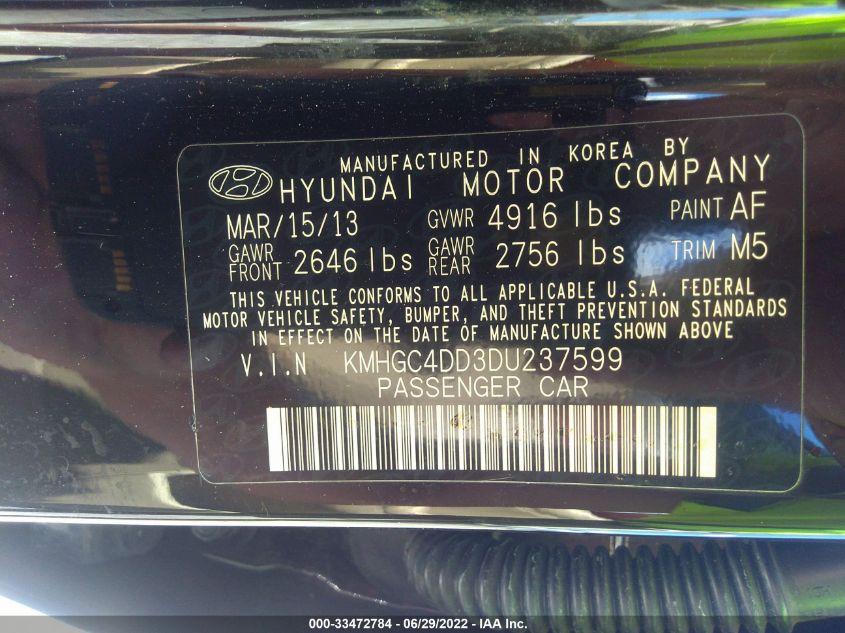 MANUFACTURED IN KOREA BY
HYUNDAI MOTOR COMPANY
MAR/15/13 GVWR 4916 lbs PAINT AF
GAWR FRONT 2646 lbs GAWR REAR 2756 lbs TRIM M5
THIS VEHICLE CONFORMS TO ALL APPLICABLE U.S.A. FEDERAL
MOTOR VEHICLE SAFETY, BUMPER, AND THEFT PREVENTION STANDARDS
IN EFFECT ON THE DATE OF MANUFACTURE SHOWN ABOVE
V.I.N KMHGC4DD3DU237599
PASSENGER CAR
000-33472784 - 06/29/2022 - IAA Inc.